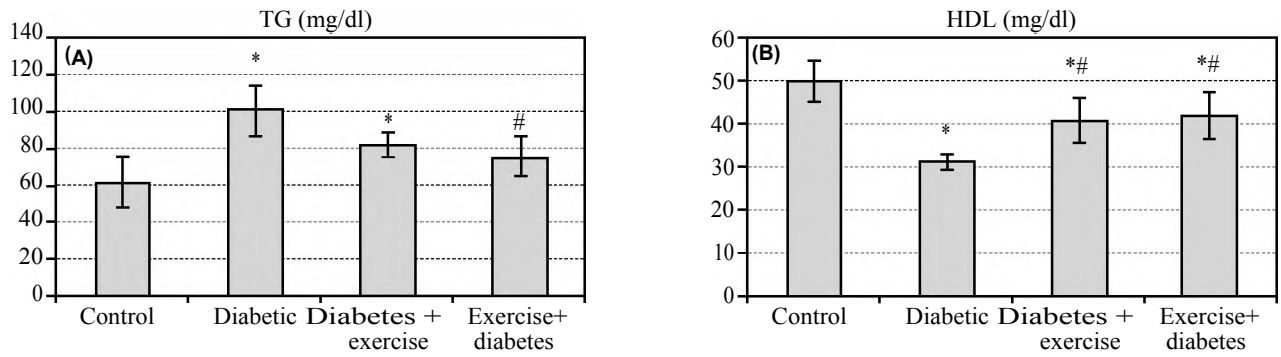 TG (mg/dl)
140
120
100
80
60
40
20
0
(A)
*
*
#
Control
Diabetic
Diabetes +
exercise
Exercise+
diabetes
HDL (mg/dl)
60
50
40
30
20
10
0
(B)
*
*#
*#
Control
Diabetic
Diabetes +
exercise
Exercise+
diabetes